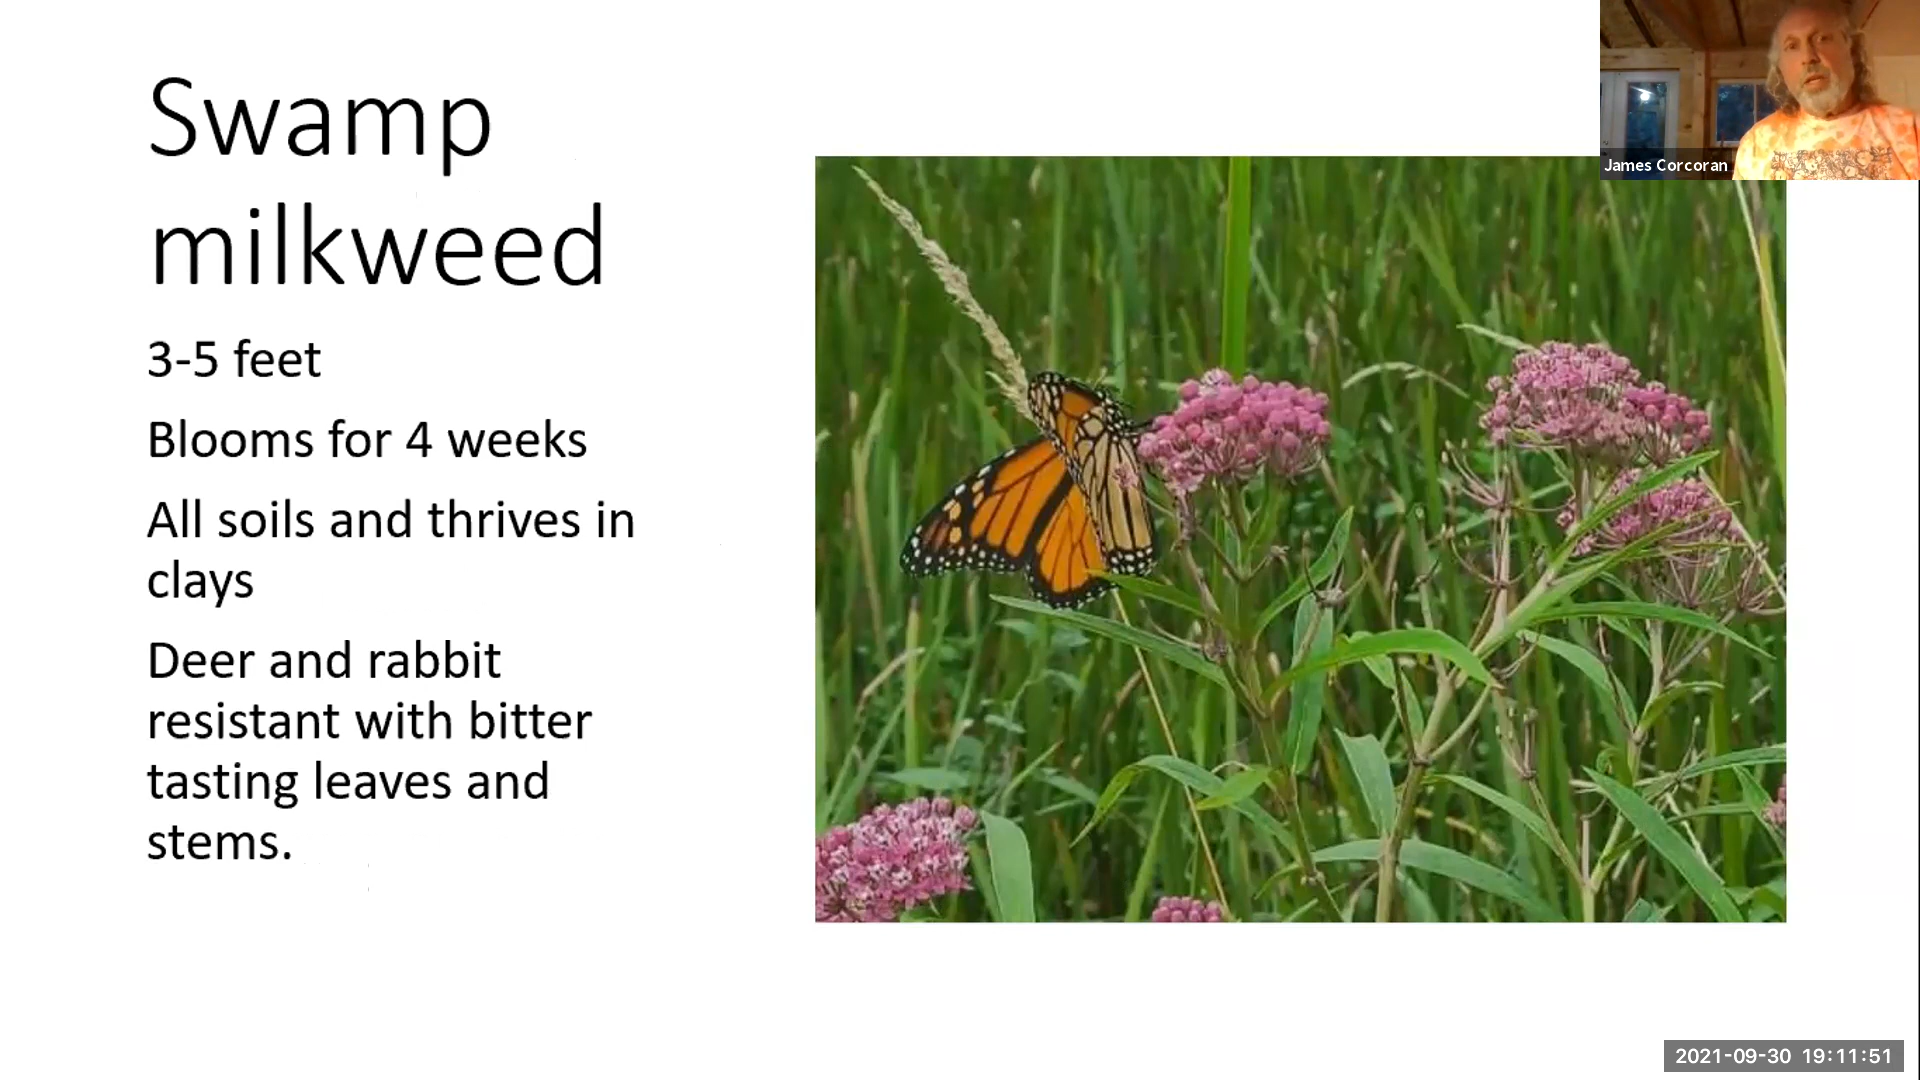 Swamp
milkweed
3-5 feet
Blooms for 4 weeks
All soils and thrives in
clays
Deer and rabbit
resistant with bitter
tasting leaves and
stems.
James Corcoran
2021-09-30 19:11:51